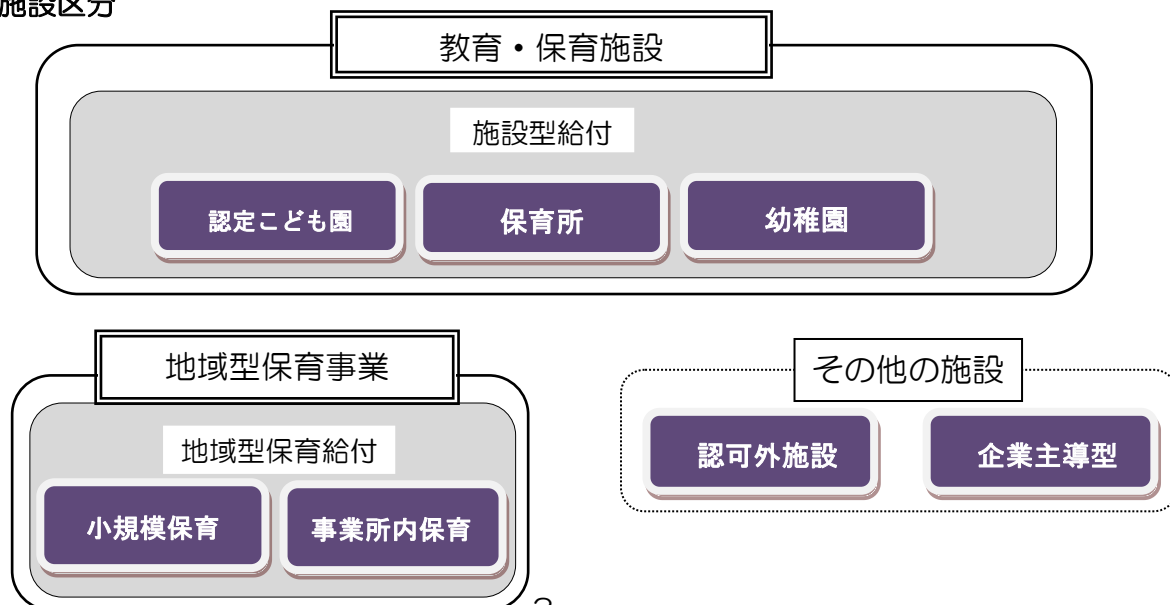 施設区分
教育・保育施設
施設型給付
認定こども園
保育所
幼稚園
地域型保育事業
地域型保育給付
小規模保育
事業所内保育
その他の施設
認可外施設
企業主導型